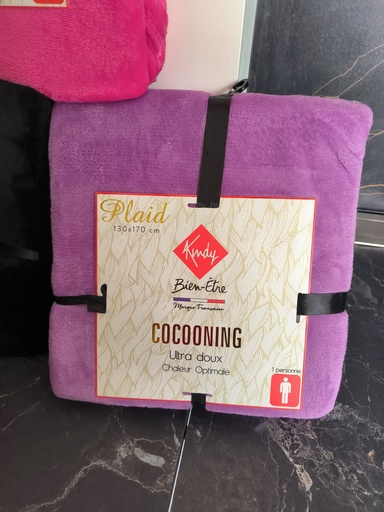 Plaid
130x170 cm
Kindy
Bien-Être
Marque Française
COCOONING
Ultra doux
Chaleur Optimale
1 personne